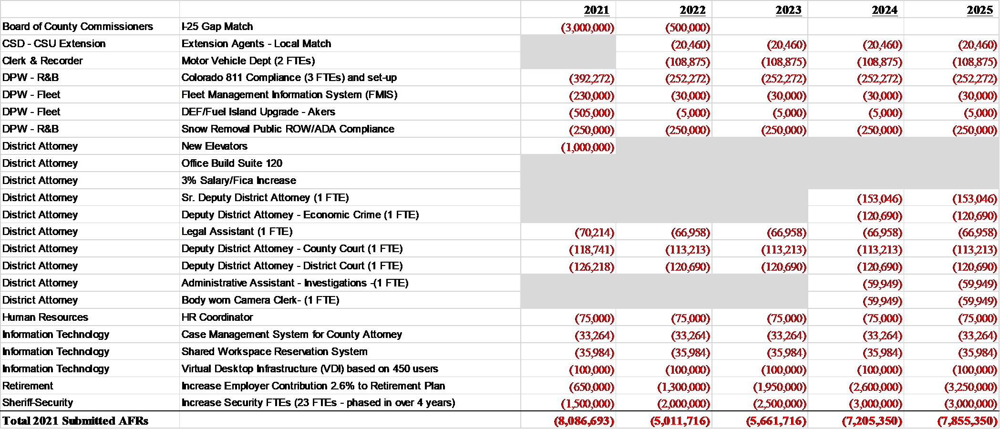 2021 2022 2023 2024 2025
Board of County Commissioners I-25 Gap Match (3,000,000) (500,000)
CSD - CSU Extension Extension Agents - Local Match (20,460) (20,460) (20,460) (20,460)
Clerk & Recorder Motor Vehicle Dept (2 FTEs) (108,875) (108,875) (108,875) (108,875)
DPW - R&B Colorado 811 Compliance (3 FTEs) and set-up (392,272) (252,272) (252,272) (252,272) (252,272)
DPW - Fleet Fleet Management Information System (FMIS) (230,000) (30,000) (30,000) (30,000) (30,000)
DPW - Fleet DEF/Fuel Island Upgrade - Akers (505,000) (5,000) (5,000) (5,000) (5,000)
DPW - R&B Snow Removal Public ROW/ADA Compliance (250,000) (250,000) (250,000) (250,000) (250,000)
District Attorney New Elevators (1,000,000)
District Attorney Office Build Suite 120
District Attorney 3% Salary/Fica Increase
District Attorney Sr. Deputy District Attorney (1 FTE) (153,046) (153,046)
District Attorney Deputy District Attorney - Economic Crime (1 FTE) (120,690) (120,690)
District Attorney Legal Assistant (1 FTE) (70,214) (66,958) (66,958) (66,958) (66,958)
District Attorney Deputy District Attorney - County Court (1 FTE) (118,741) (113,213) (113,213) (113,213) (113,213)
District Attorney Deputy District Attorney - District Court (1 FTE) (126,218) (120,690) (120,690) (120,690) (120,690)
District Attorney Administrative Assistant - Investigations -(1 FTE) (59,949) (59,949)
District Attorney Body worn Camera Clerk- (1 FTE) (59,949) (59,949)
Human Resources HR Coordinator (75,000) (75,000) (75,000) (75,000) (75,000)
Information Technology Case Management System for County Attorney (33,264) (33,264) (33,264) (33,264) (33,264)
Information Technology Shared Workspace Reservation System (35,984) (35,984) (35,984) (35,984) (35,984)
Information Technology Virtual Desktop Infrastructure (VDI) based on 450 users (100,000) (100,000) (100,000) (100,000) (100,000)
Retirement Increase Employer Contribution 2.6% to Retirement Plan (650,000) (1,300,000) (1,950,000) (2,600,000) (3,250,000)
Sheriff-Security Increase Security FTEs (23 FTEs - phased in over 4 years) (1,500,000) (2,000,000) (2,500,000) (3,000,000) (3,000,000)
Total 2021 Submitted AFRs (8,086,693) (5,011,716) (5,661,716) (7,205,350) (7,855,350)